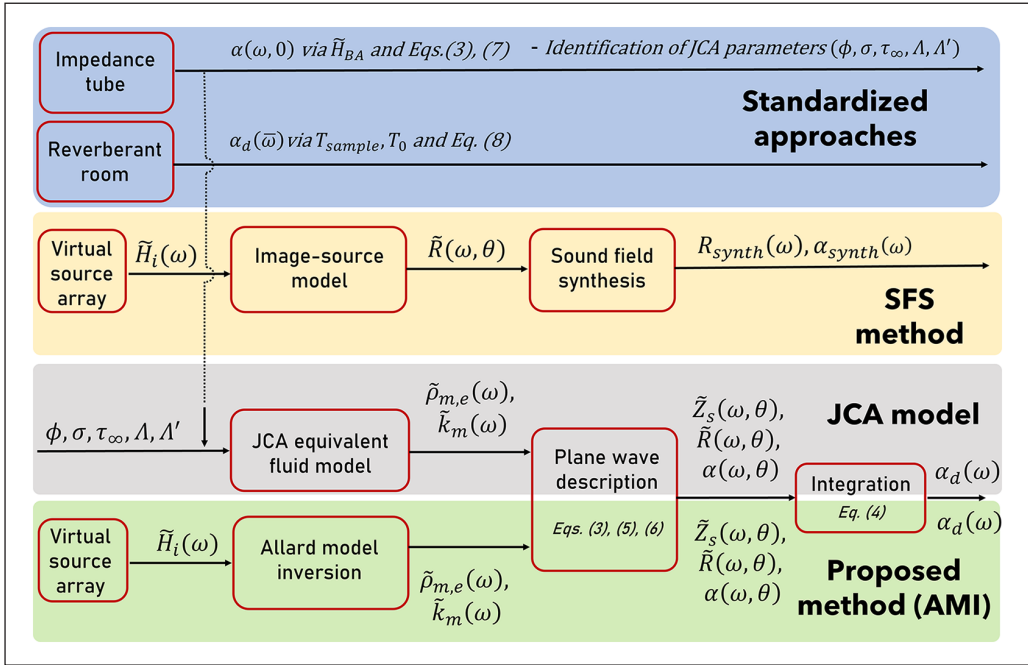 Impedance
tube
α(ω, 0) via H̃_BA and Eqs.(3), (7) - Identification of JCA parameters (ϕ, σ, τ_∞, Λ, Λ′)
Standardized
approaches
Reverberant
room
α_d(ω̅) via T_sample, T_0 and Eq. (8)
Virtual
source
array
H̃_i(ω)
Image-source
model
R̃(ω, θ)
Sound field
synthesis
R_synth(ω), α_synth(ω)
SFS
method
ϕ, σ, τ_∞, Λ, Λ′
JCA equivalent
fluid model
ρ̃_m,e(ω),
k̃_m(ω)
Plane wave
description
Eqs. (3), (5), (6)
Z̃_s(ω, θ),
R̃(ω, θ),
α(ω, θ)
JCA model
Integration
Eq. (4)
α_d(ω)
α_d(ω)
Virtual
source
array
H̃_i(ω)
Allard model
inversion
ρ̃_m,e(ω),
k̃_m(ω)
Z̃_s(ω, θ),
R̃(ω, θ),
α(ω, θ)
Proposed
method (AMI)